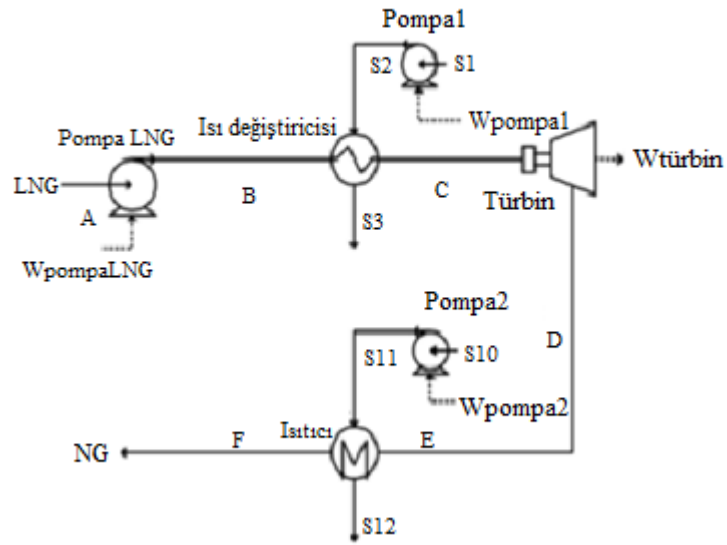 Pompa1
S2
S1
Wpompa1
Isı değiştiricisi
Pompa LNG
LNG
A
B
C
Wtürbin
Türbin
S3
WpompaLNG
Pompa2
D
S11
S10
Wpompa2
Isıtıcı
NG
F
E
S12